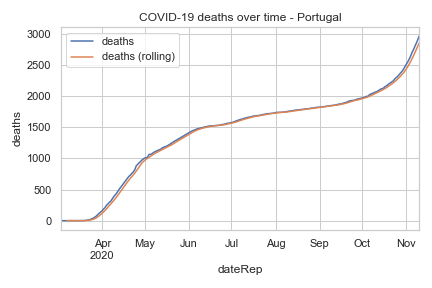 COVID-19 deaths over time - Portugal
deaths
deaths (rolling)
3000
2500
2000
1500
1000
500
0
deaths
Apr May Jun Jul Aug Sep Oct Nov
2020
dateRep